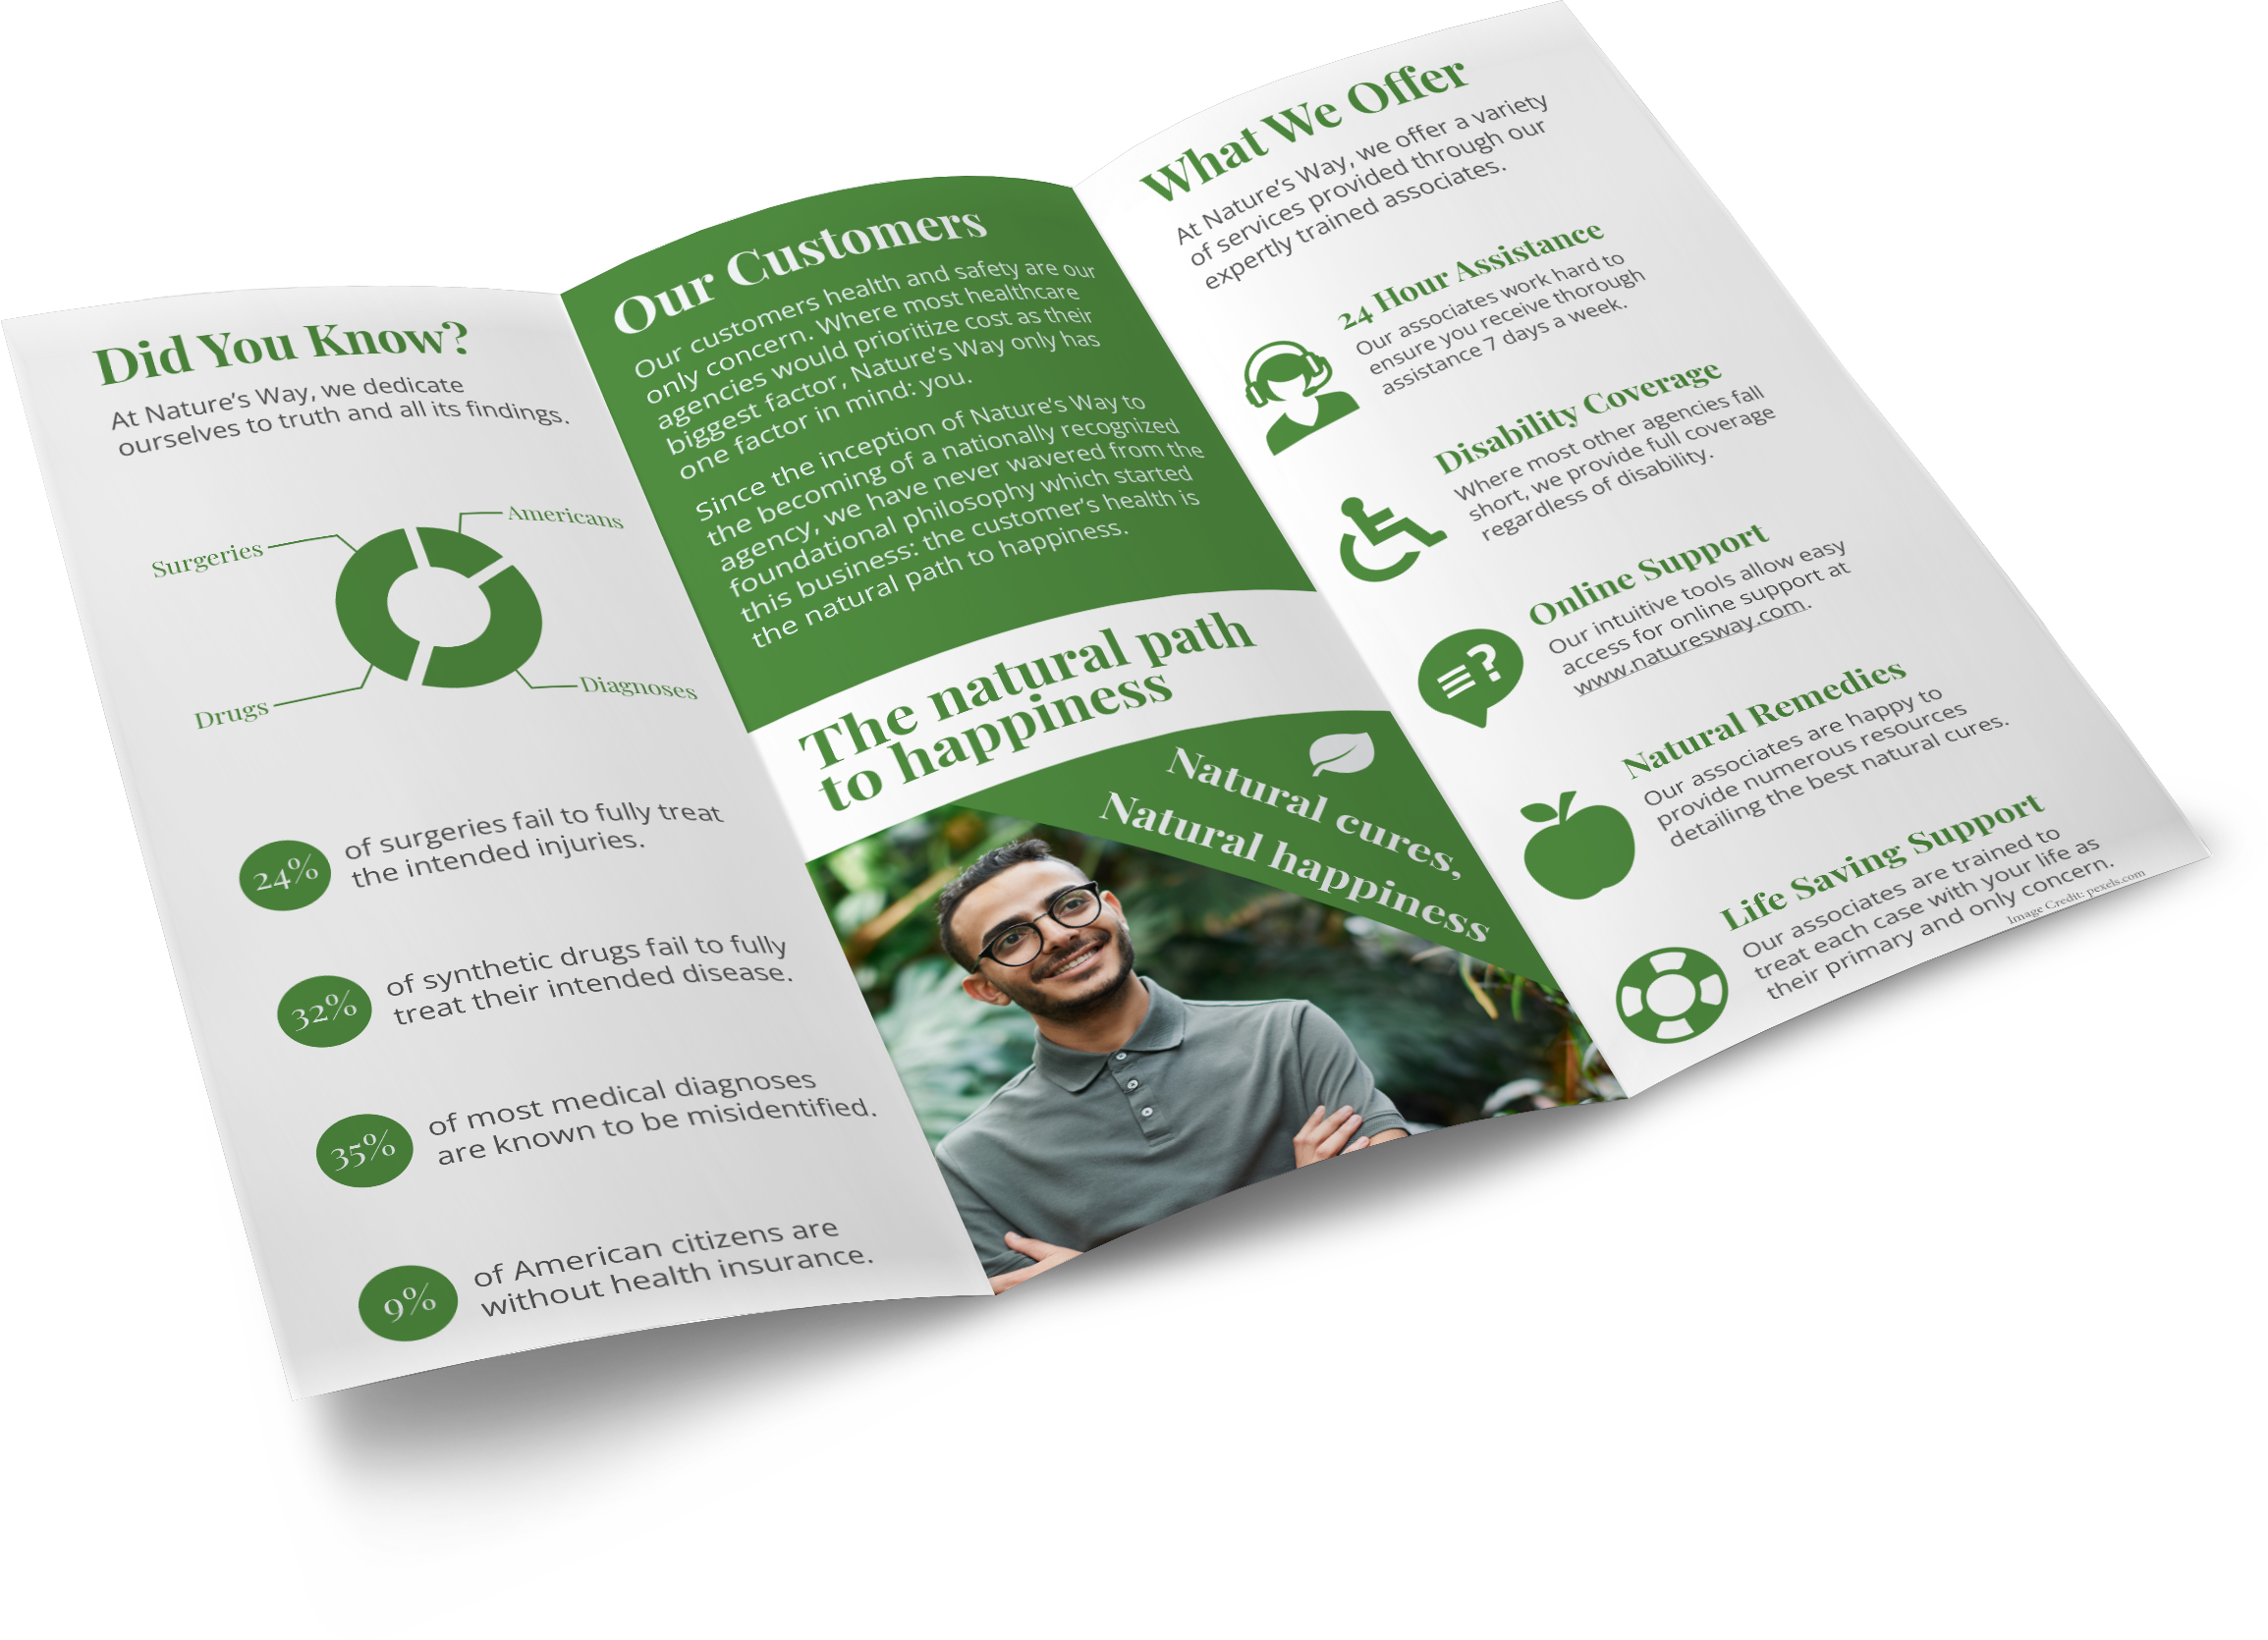 Did You Know?
At Nature's Way, we dedicate
ourselves to truth and all its findings.
Surgeries
Americans
Drugs
Diagnoses
24%
of surgeries fail to fully treat
the intended injuries.
32%
of synthetic drugs fail to fully
treat their intended disease.
35%
of most medical diagnoses
are known to be misidentified.
9%
of American citizens are
without health insurance.
Our Customers
Our customers health and safety are our
only concern. Where most healthcare
agencies would prioritize cost as their
biggest factor, Nature's Way only has
one factor in mind: you.
Since the inception of Nature's Way to
the becoming of a nationally recognized
agency, we have never wavered from the
foundational philosophy which started
this business: the customer's health is
the natural path to happiness.
The natural path
to happiness
Natural cures,
Natural happiness
What We Offer
At Nature's Way, we offer a variety
of services provided through our
expertly trained associates.
24 Hour Assistance
Our associates work hard to
ensure you receive thorough
assistance 7 days a week.
Disability Coverage
Where most other agencies fall
short, we provide full coverage
regardless of disability.
Online Support
Our intuitive tools allow easy
access for online support at
www.naturesway.com.
?
Natural Remedies
Our associates are happy to
provide numerous resources
detailing the best natural cures.
Life Saving Support
Our associates are trained to
treat each case with your life as
their primary and only concern.
Image Credit: pexels.com